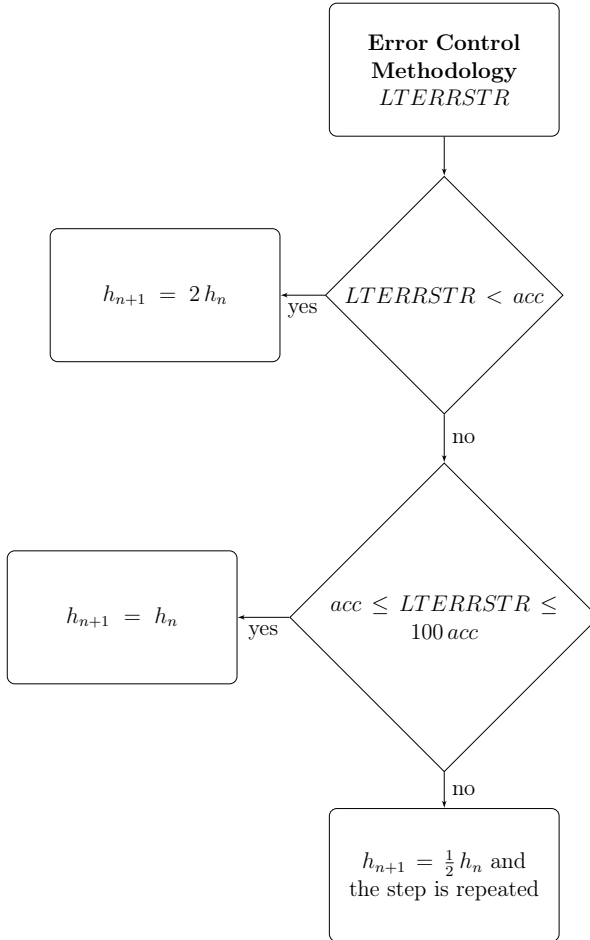 Error Control
Methodology
LTERRSTR
LTERRSTR < acc
yes
h_{n+1} = 2 h_n
no
acc ≤ LTERRSTR ≤
100 acc
yes
h_{n+1} = h_n
no
h_{n+1} = \frac{1}{2} h_n and
the step is repeated